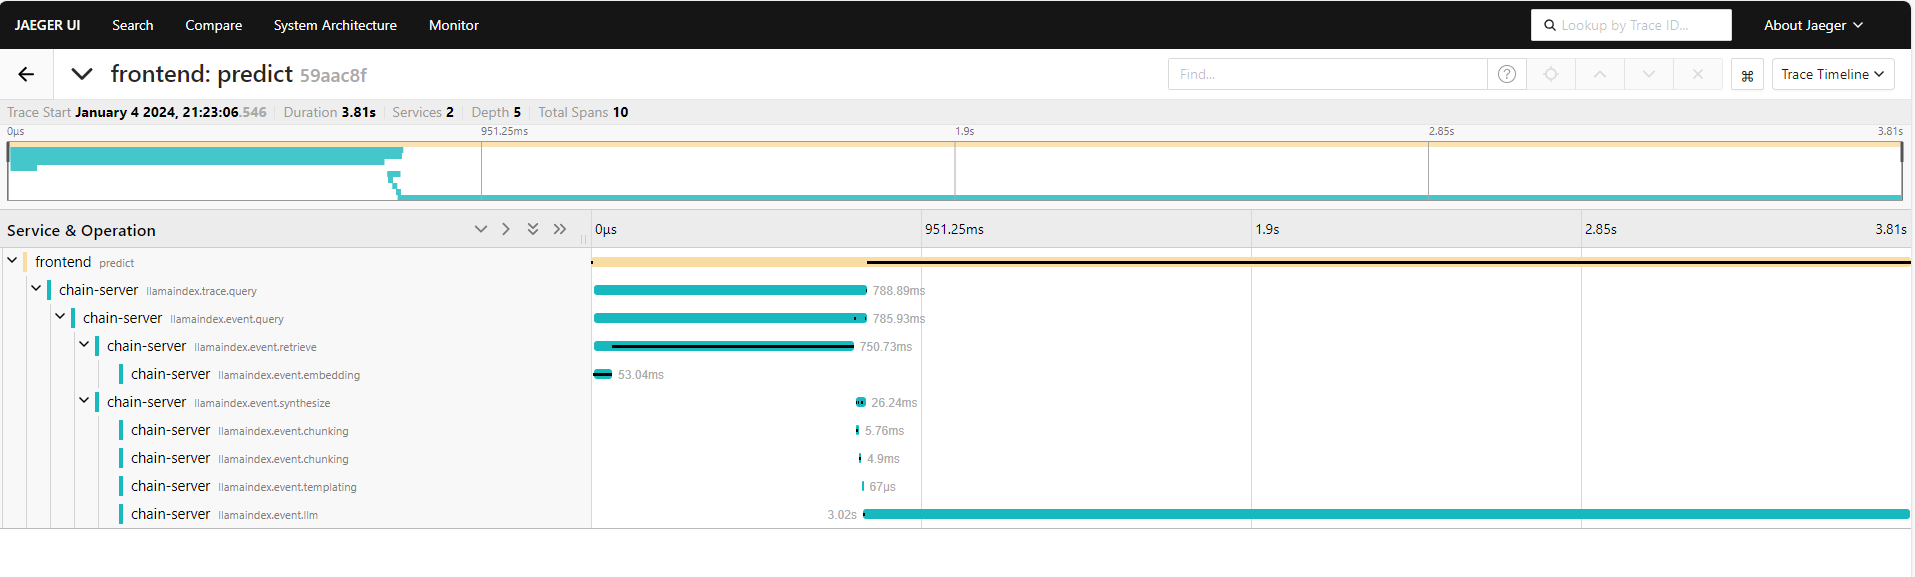 JAEGER UI Search Compare System Architecture Monitor Lookup by Trace ID... About Jaeger
frontend: predict 59aac8f Find... ? ⌘ Trace Timeline
Trace Start January 4 2024, 21:23:06.546 Duration 3.81s Services 2 Depth 5 Total Spans 10
0μs 951.25ms 1.9s 2.85s 3.81s
Service & Operation 0μs 951.25ms 1.9s 2.85s 3.81s
frontend predict
chain-server llamaindex.trace.query 788.89ms
chain-server llamaindex.event.query 785.93ms
chain-server llamaindex.event.retrieve 750.73ms
chain-server llamaindex.event.embedding 53.04ms
chain-server llamaindex.event.synthesize 26.24ms
chain-server llamaindex.event.chunking 5.76ms
chain-server llamaindex.event.chunking 4.9ms
chain-server llamaindex.event.templating 67μs
chain-server llamaindex.event.llm 3.02s